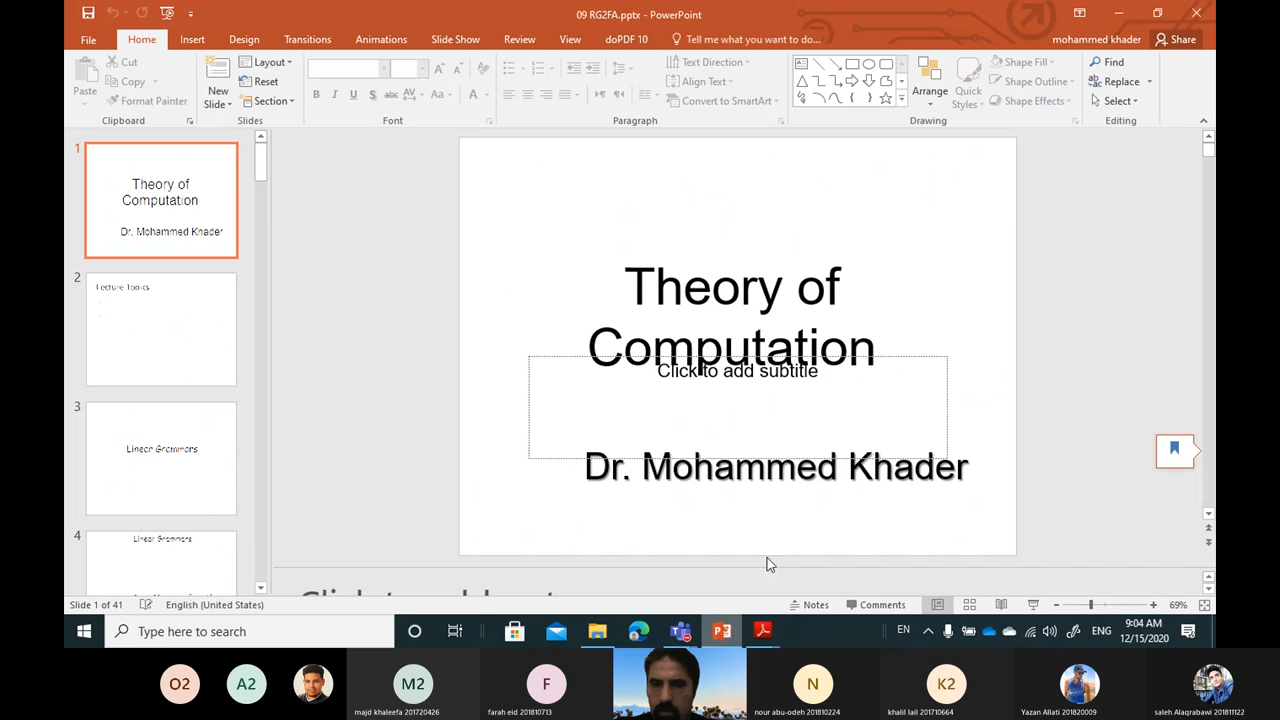 09 RG2FA.pptx - PowerPoint
File Home Insert Design Transitions Animations Slide Show Review View doPDF 10 Tell me what you want to do... mohammed khader Share
Paste
Cut
Copy
Format Painter
Clipboard
New
Slide
Layout
Reset
Section
Slides
Font
Text Direction
Align Text
Convert to SmartArt
Paragraph
Arrange
Quick
Styles
Shape Fill
Shape Outline
Shape Effects
Drawing
Find
Replace
Select
Editing
1
Theory of
Computation
Dr. Mohammed Khader
2
Lecture Topics
3
Linear Grammars
4
Linear Grammars
Theory of
Computation
Click to add subtitle
Dr. Mohammed Khader
Slide 1 of 41 English (United States) Notes Comments 69%
Type here to search
EN ENG
9:04 AM
12/15/2020
O2 A2 M2 F N K2
majd khaleefa 201720426
farah eid 201810713
nour abu-odeh 201810224
khalil lail 201710664
Yazan Allati 201820009
saleh Alaqrabawi 201811122